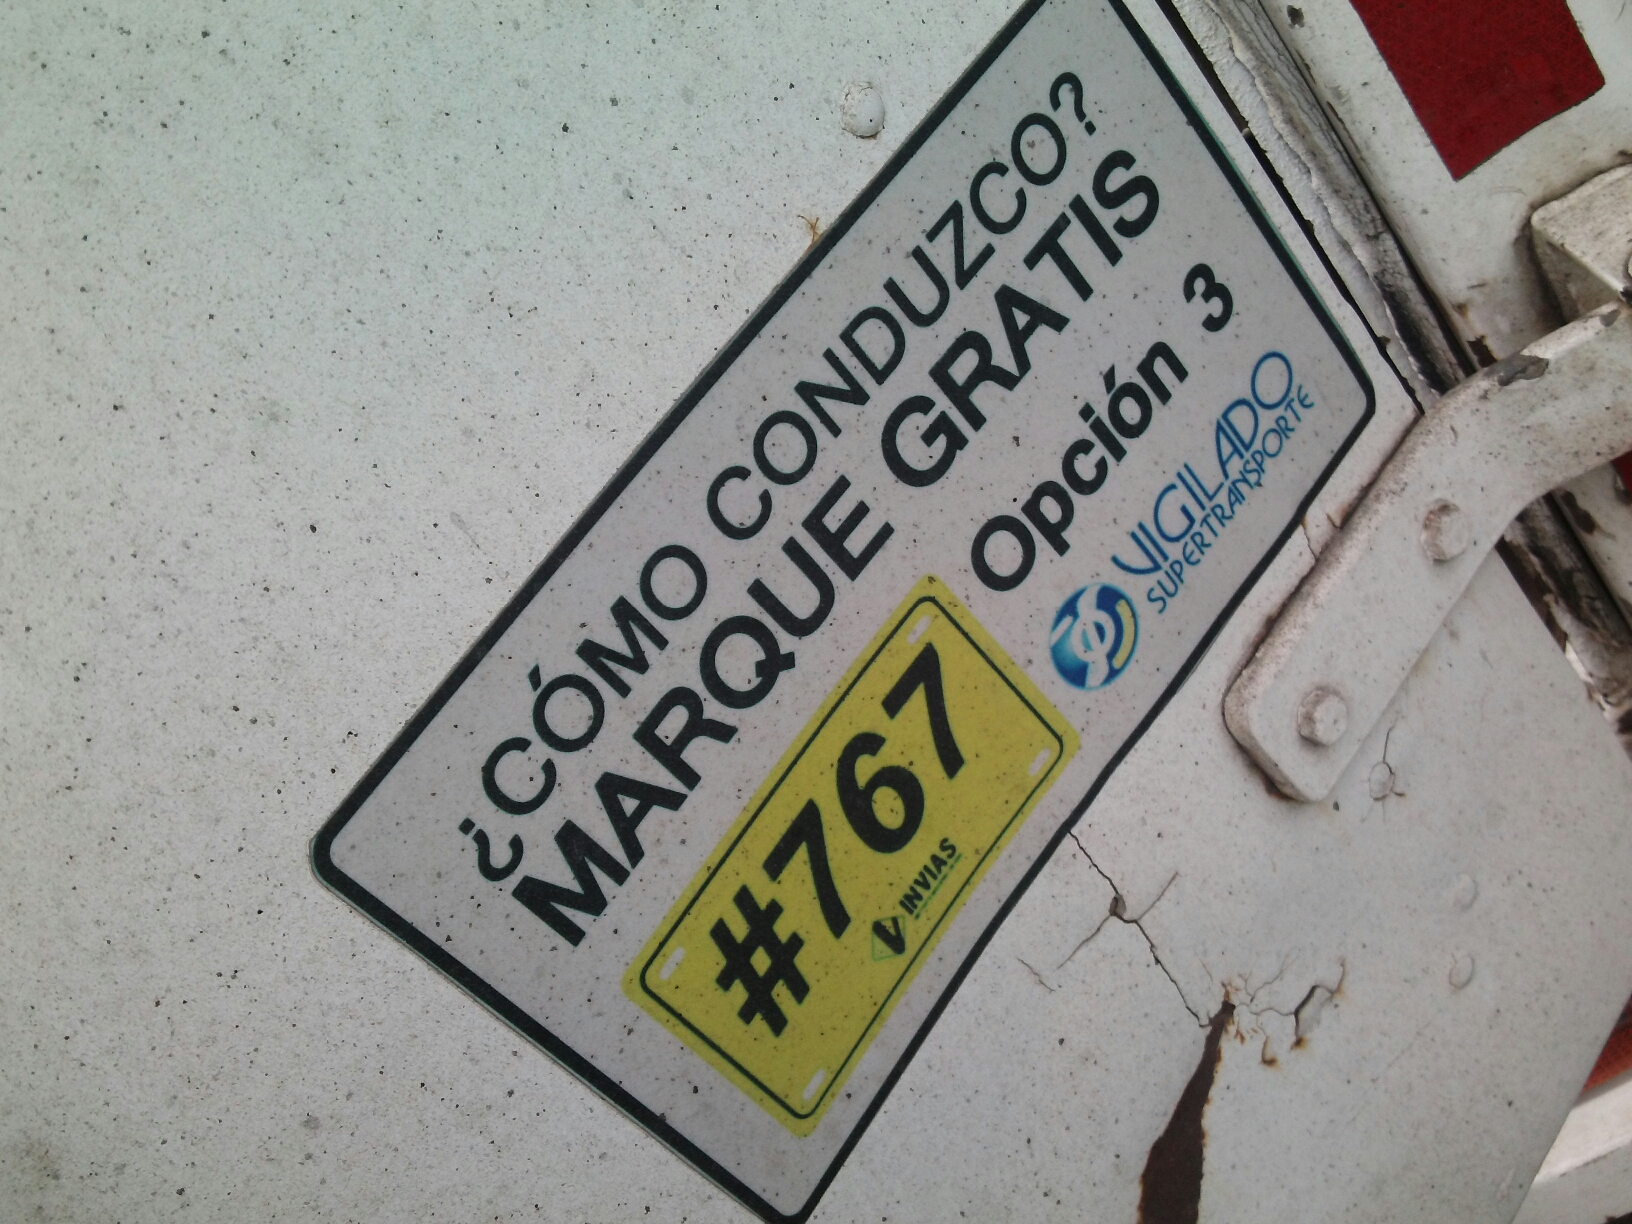 ¿CÓMO CONDUZCO?
MARQUE GRATIS
#767
INVIAS
Opción 3
VIGILADO
SUPERTRANSPORTE